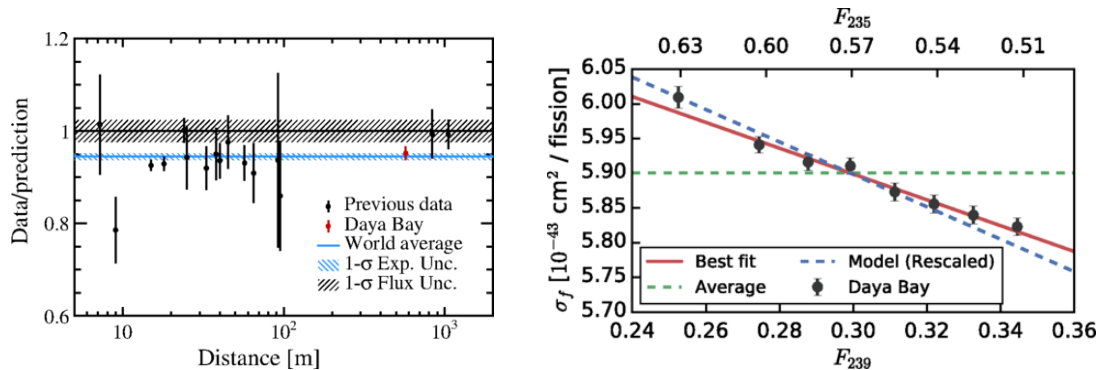 1.2
1
0.8
0.6
Data/prediction
Previous data
Daya Bay
World average
1-σ Exp. Unc.
1-σ Flux Unc.
10
10²
10³
Distance [m]
F₂₃₅
0.63 0.60 0.57 0.54 0.51
6.05
6.00
5.95
5.90
5.85
5.80
5.75
5.70
σ_f [10⁻⁴³ cm² / fission]
Best fit Model (Rescaled)
Average Daya Bay
0.24 0.26 0.28 0.30 0.32 0.34 0.36
F₂₃₉